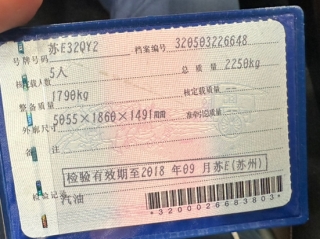 号牌号码 苏E32QY2 档案编号 320503226648
核定载人数 5人 总质量 2250kg
整备质量 1790kg 核定载质量 --
外廓尺寸 5055×1860×1491mm 准牵引总质量 --
备注
检验有效期至2018年09月苏E(苏州)
检验记录
汽油
*3200026683803*